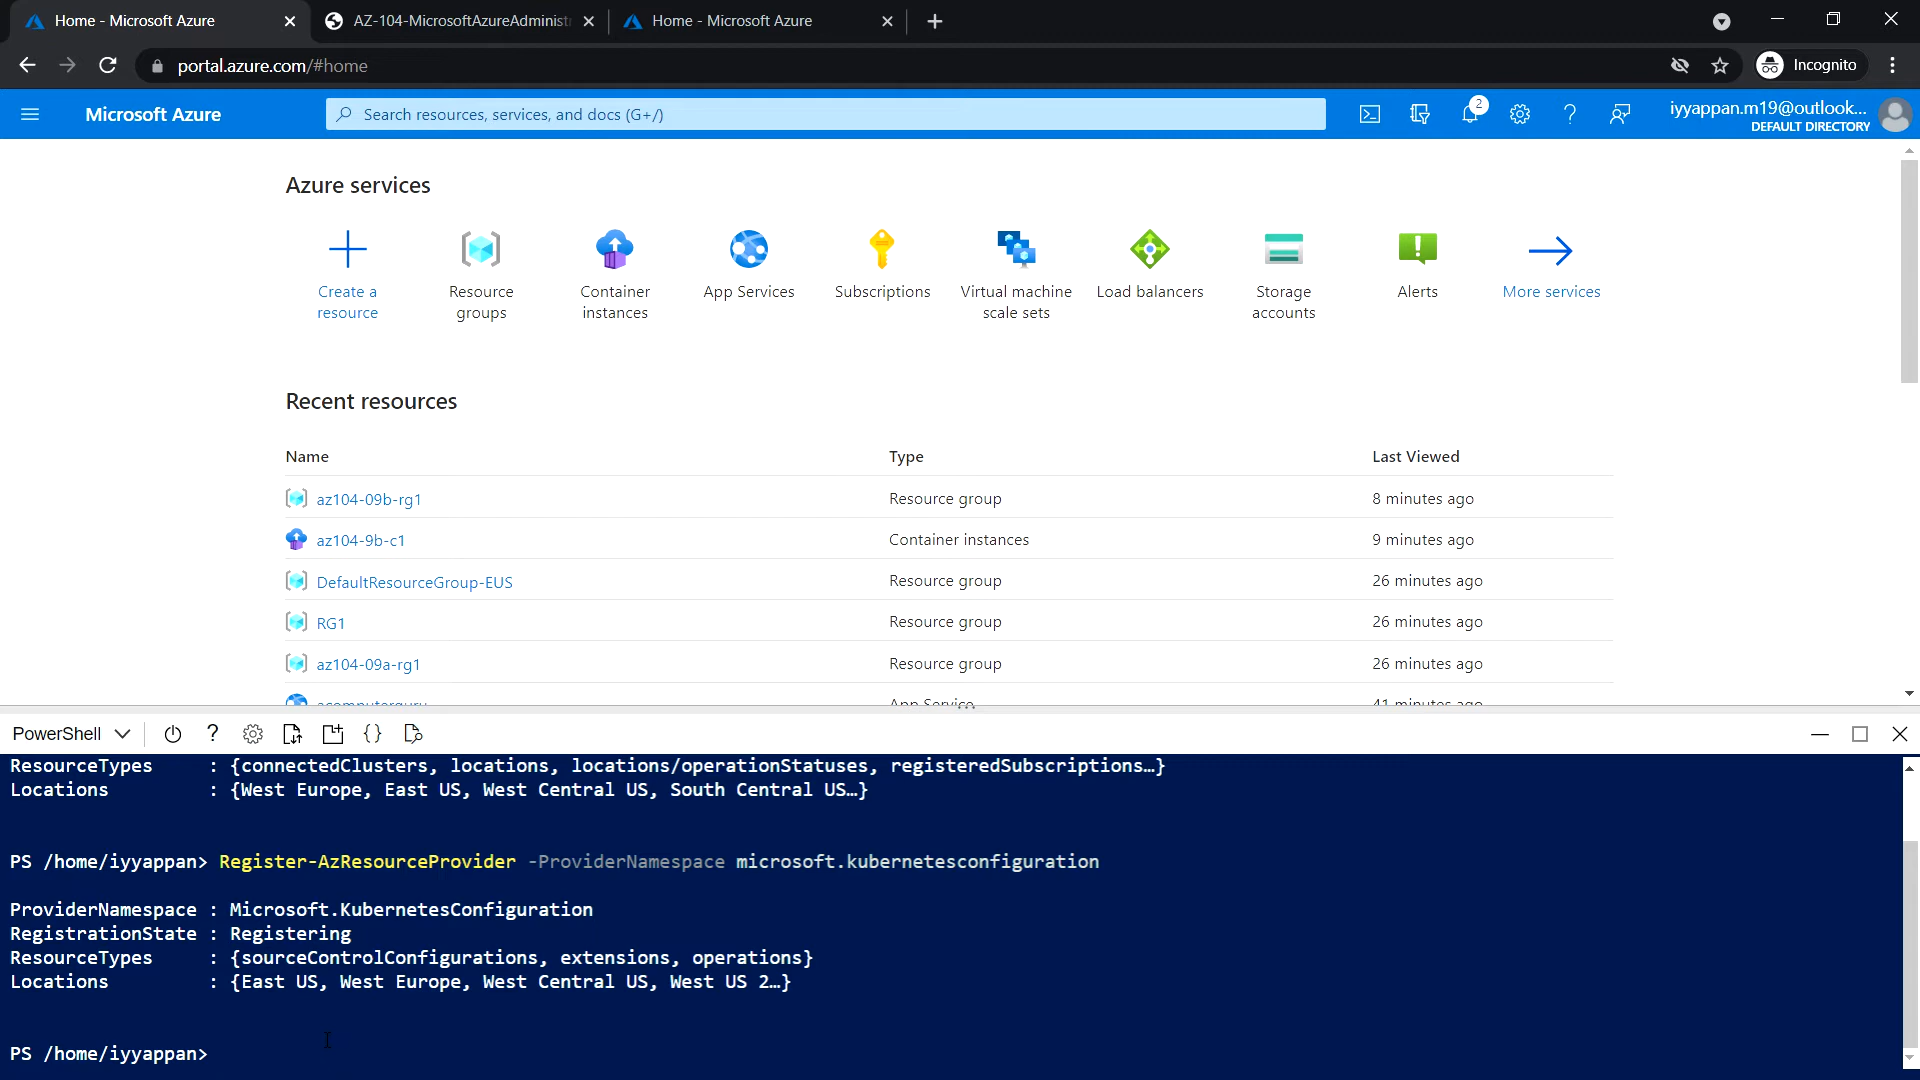 Home - Microsoft Azure
AZ-104-MicrosoftAzureAdminist
Home - Microsoft Azure
portal.azure.com/#home
Incognito
Microsoft Azure
Search resources, services, and docs (G+/)
2
iyyappan.m19@outlook...
DEFAULT DIRECTORY
Azure services
Create a resource
Resource groups
Container instances
App Services
Subscriptions
Virtual machine scale sets
Load balancers
Storage accounts
Alerts
More services
Recent resources
Name Type Last Viewed
az104-09b-rg1 Resource group 8 minutes ago
az104-9b-c1 Container instances 9 minutes ago
DefaultResourceGroup-EUS Resource group 26 minutes ago
RG1 Resource group 26 minutes ago
az104-09a-rg1 Resource group 26 minutes ago
App Service 41 minutes ago
PowerShell
ResourceTypes : {connectedClusters, locations, locations/operationStatuses, registeredSubscriptions…}
Locations : {West Europe, East US, West Central US, South Central US…}
PS /home/iyyappan> Register-AzResourceProvider -ProviderNamespace microsoft.kubernetesconfiguration
ProviderNamespace : Microsoft.KubernetesConfiguration
RegistrationState : Registering
ResourceTypes : {sourceControlConfigurations, extensions, operations}
Locations : {East US, West Europe, West Central US, West US 2…}
PS /home/iyyappan>